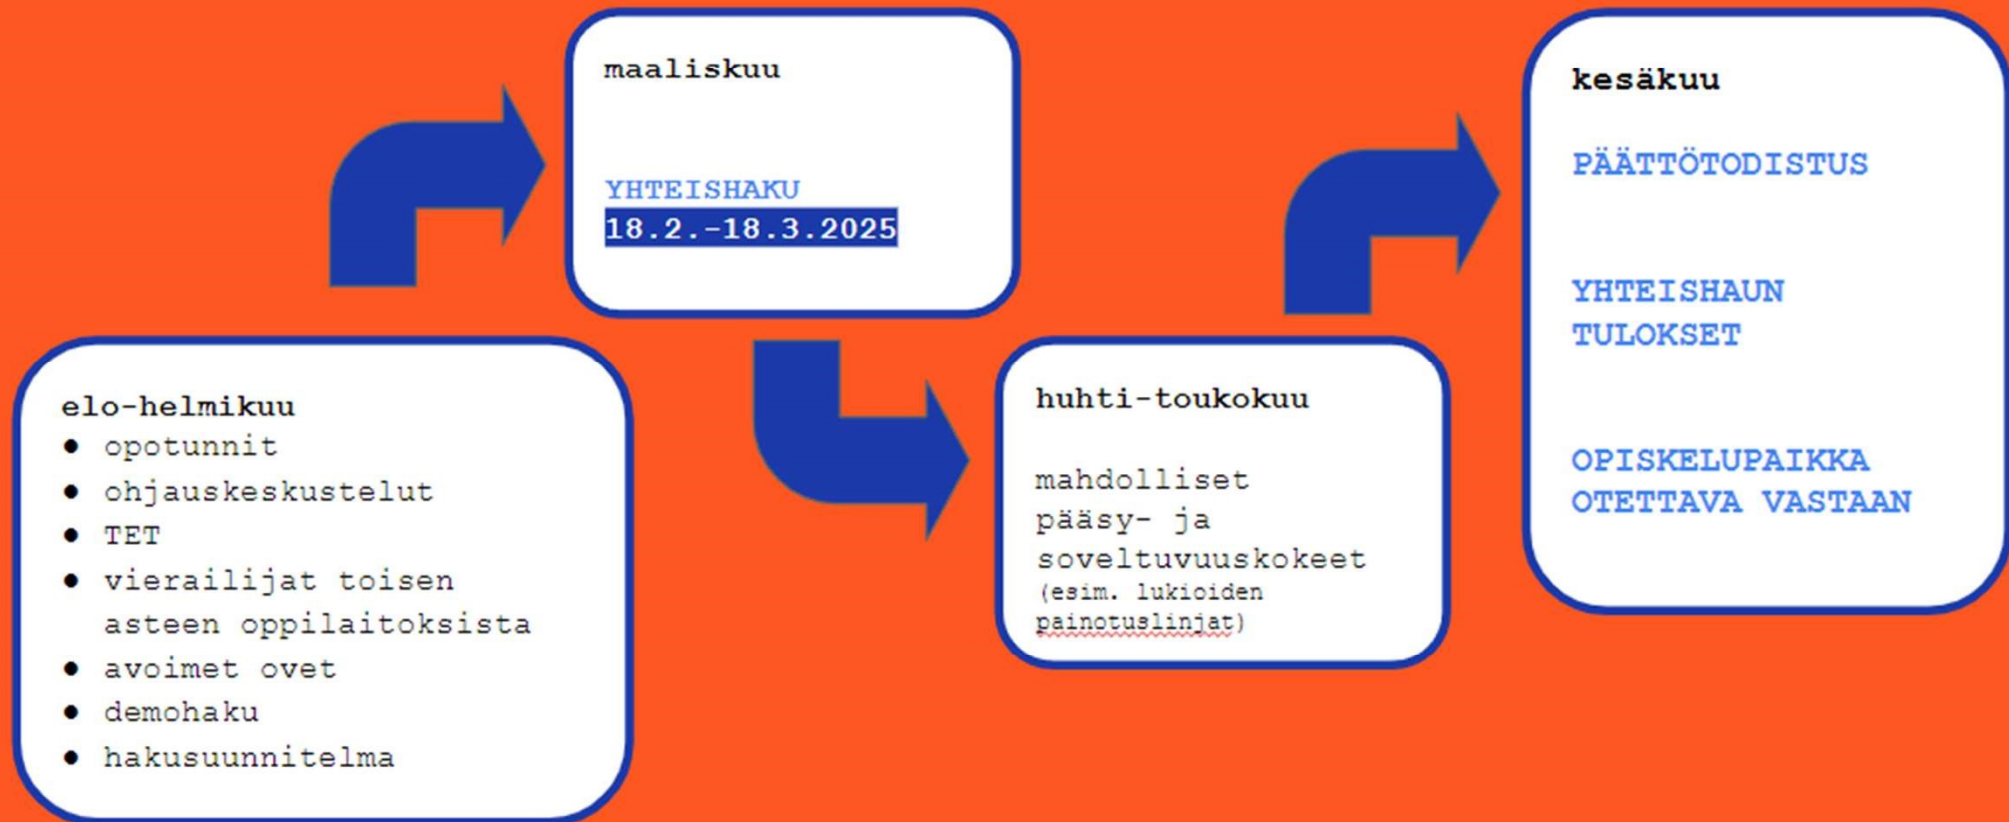 elo-helmikuu
● opotunnit
● ohjauskeskustelut
● TET
● vierailijat toisen
asteen oppilaitoksista
● avoimet ovet
● demohaku
● hakusuunnitelma
maaliskuu
YHTEISHAKU
18.2.-18.3.2025
huhti-toukokuu
mahdolliset
pääsy- ja
soveltuvuuskokeet
(esim. lukioiden
painotuslinjat)
kesäkuu
PÄÄTTÖTODISTUS
YHTEISHAUN
TULOKSET
OPISKELUPAIKKA
OTETTAVA VASTAAN